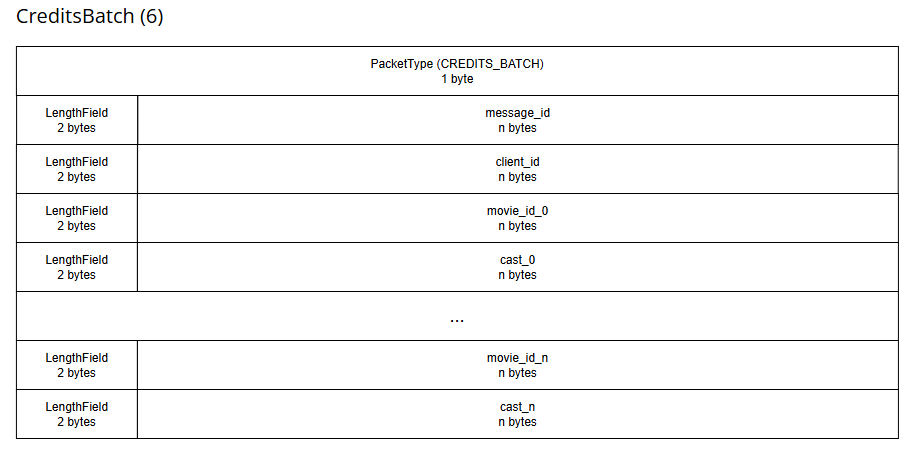 CreditsBatch (6)
PacketType (CREDITS_BATCH)
1 byte
LengthField
2 bytes
message_id
n bytes
LengthField
2 bytes
client_id
n bytes
LengthField
2 bytes
movie_id_0
n bytes
LengthField
2 bytes
cast_0
n bytes
...
LengthField
2 bytes
movie_id_n
n bytes
LengthField
2 bytes
cast_n
n bytes